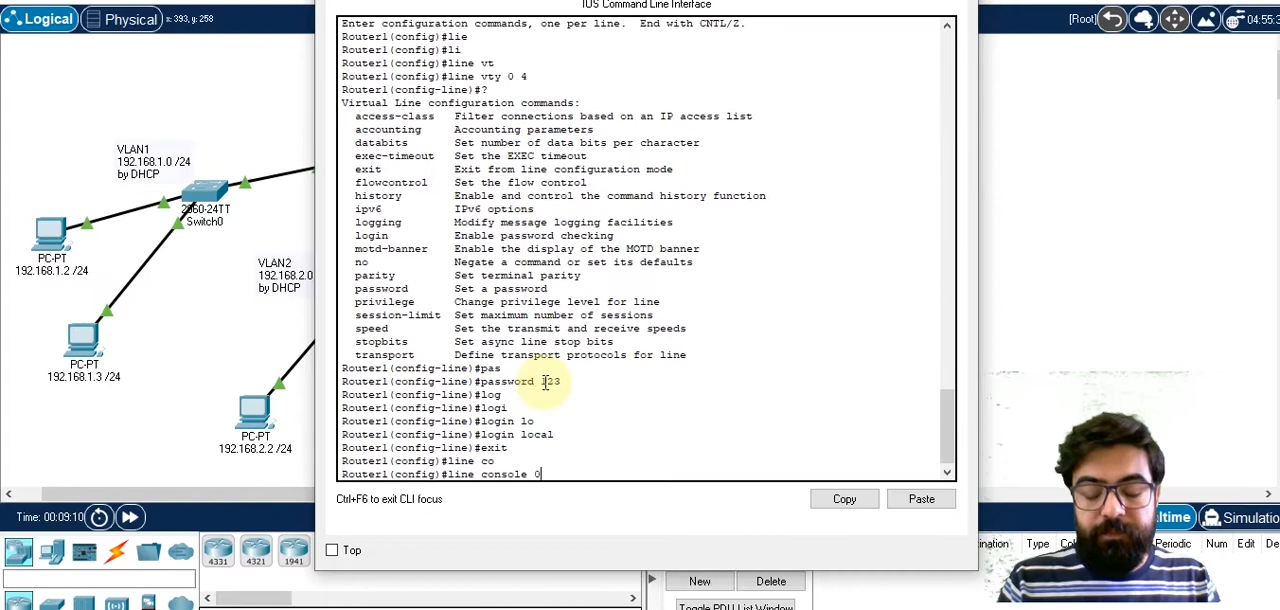 Logical
Physical
x: 393, y: 258
IOS Command Line Interface
[Root]
04:55:3
Enter configuration commands, one per line. End with CNTL/Z.
Router1(config)#lie
Router1(config)#li
Router1(config)#line vt
Router1(config)#line vty 0 4
Router1(config-line)#?
Virtual Line configuration commands:
access-class Filter connections based on an IP access list
accounting Accounting parameters
databits Set number of data bits per character
exec-timeout Set the EXEC timeout
exit Exit from line configuration mode
flowcontrol Set the flow control
history Enable and control the command history function
ipv6 IPv6 options
logging Modify message logging facilities
login Enable password checking
motd-banner Enable the display of the MOTD banner
no Negate a command or set its defaults
parity Set terminal parity
password Set a password
privilege Change privilege level for line
session-limit Set maximum number of sessions
speed Set the transmit and receive speeds
stopbits Set async line stop bits
transport Define transport protocols for line
Router1(config-line)#pas
Router1(config-line)#password 123
Router1(config-line)#log
Router1(config-line)#logi
Router1(config-line)#login lo
Router1(config-line)#login local
Router1(config-line)#exit
Router1(config)#line co
Router1(config)#line console 0
Ctrl+F6 to exit CLI focus
Copy
Paste
Top
VLAN1
192.168.1.0 /24
by DHCP
2960-24TT
Switch0
PC-PT
192.168.1.2 /24
VLAN2
192.168.2.0
by DHCP
PC-PT
192.168.1.3 /24
PC-PT
192.168.2.2 /24
Time: 00:09:10
ltime
Simulation
4331
4321
1941
New
Delete
Toggle PDU List Window
Type
Periodic
Num
Edit
De